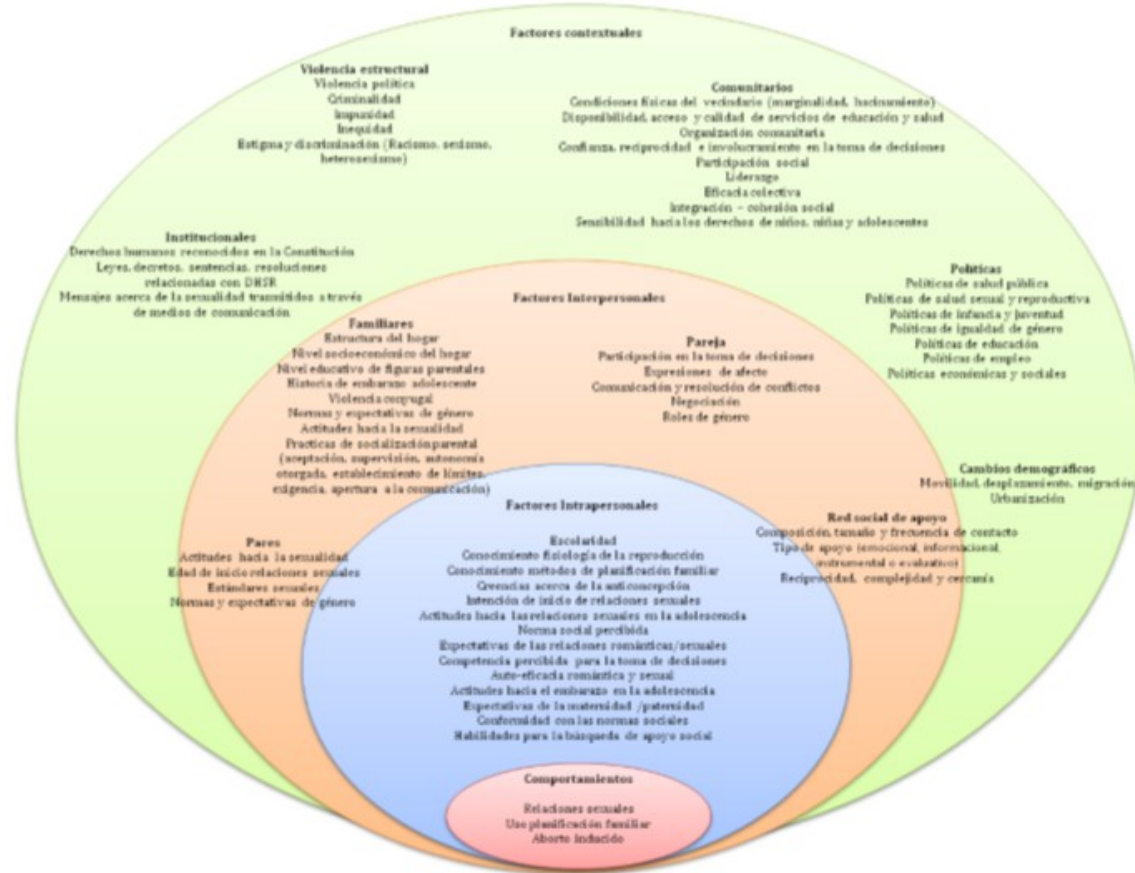 Factores contextuales
Violencia estructural
Violencia política
Criminalidad
Impunidad
Inequidad
Estigma y discriminación (Racismo, sexismo,
heterosexismo)
Comunitarios
Condiciones físicas del vecindario (marginalidad, hacinamiento)
Disponibilidad, acceso y calidad de servicios de educación y salud
Organización comunitaria
Confianza, reciprocidad e involucramiento en la toma de decisiones
Participación social
Liderazgo
Eficacia colectiva
Integración – cohesión social
Sensibilidad hacia los derechos de niños, niñas y adolescentes
Institucionales
Derechos humanos reconocidos en la Constitución
Leyes, decretos, sentencias, resoluciones
relacionadas con DHSR
Mensajes acerca de la sexualidad trasmitidos a través
de medios de comunicación
Políticas
Políticas de salud pública
Políticas de salud sexual y reproductiva
Políticas de infancia y juventud
Políticas de igualdad de género
Políticas de educación
Políticas de empleo
Políticas económicas y sociales
Factores Interpersonales
Familiares
Estructura del hogar
Nivel socioeconómico del hogar
Nivel educativo de figuras parentales
Historia de embarazo adolescente
Violencia conyugal
Normas y expectativas de género
Actitudes hacia la sexualidad
Practicas de socialización parental
(aceptación, supervisión, autonomía
otorgada, establecimiento de límites,
exigencia, apertura a la comunicación)
Pareja
Participación en la toma de decisiones
Expresiones de afecto
Comunicación y resolución de conflictos
Negociación
Roles de género
Cambios demográficos
Movilidad, desplazamiento, migración
Urbanización
Red social de apoyo
Composición, tamaño y frecuencia de contacto
Tipo de apoyo (emocional, informacional,
instrumental o evaluativo)
Reciprocidad, complejidad y cercanía
Pares
Actitudes hacia la sexualidad
Edad de inicio relaciones sexuales
Estándares sexuales
Normas y expectativas de género
Factores Intrapersonales
Escolaridad
Conocimiento fisiología de la reproducción
Conocimiento métodos de planificación familiar
Creencias acerca de la anticoncepción
Intención de inicio de relaciones sexuales
Actitudes hacia las relaciones sexuales en la adolescencia
Norma social percibida
Expectativas de las relaciones románticas/sexuales
Competencia percibida para la toma de decisiones
Auto-eficacia romántica y sexual
Actitudes hacia el embarazo en la adolescencia
Expectativas de la maternidad /paternidad
Conformidad con las normas sociales
Habilidades para la búsqueda de apoyo social
Comportamientos
Relaciones sexuales
Uso planificación familiar
Aborto inducido